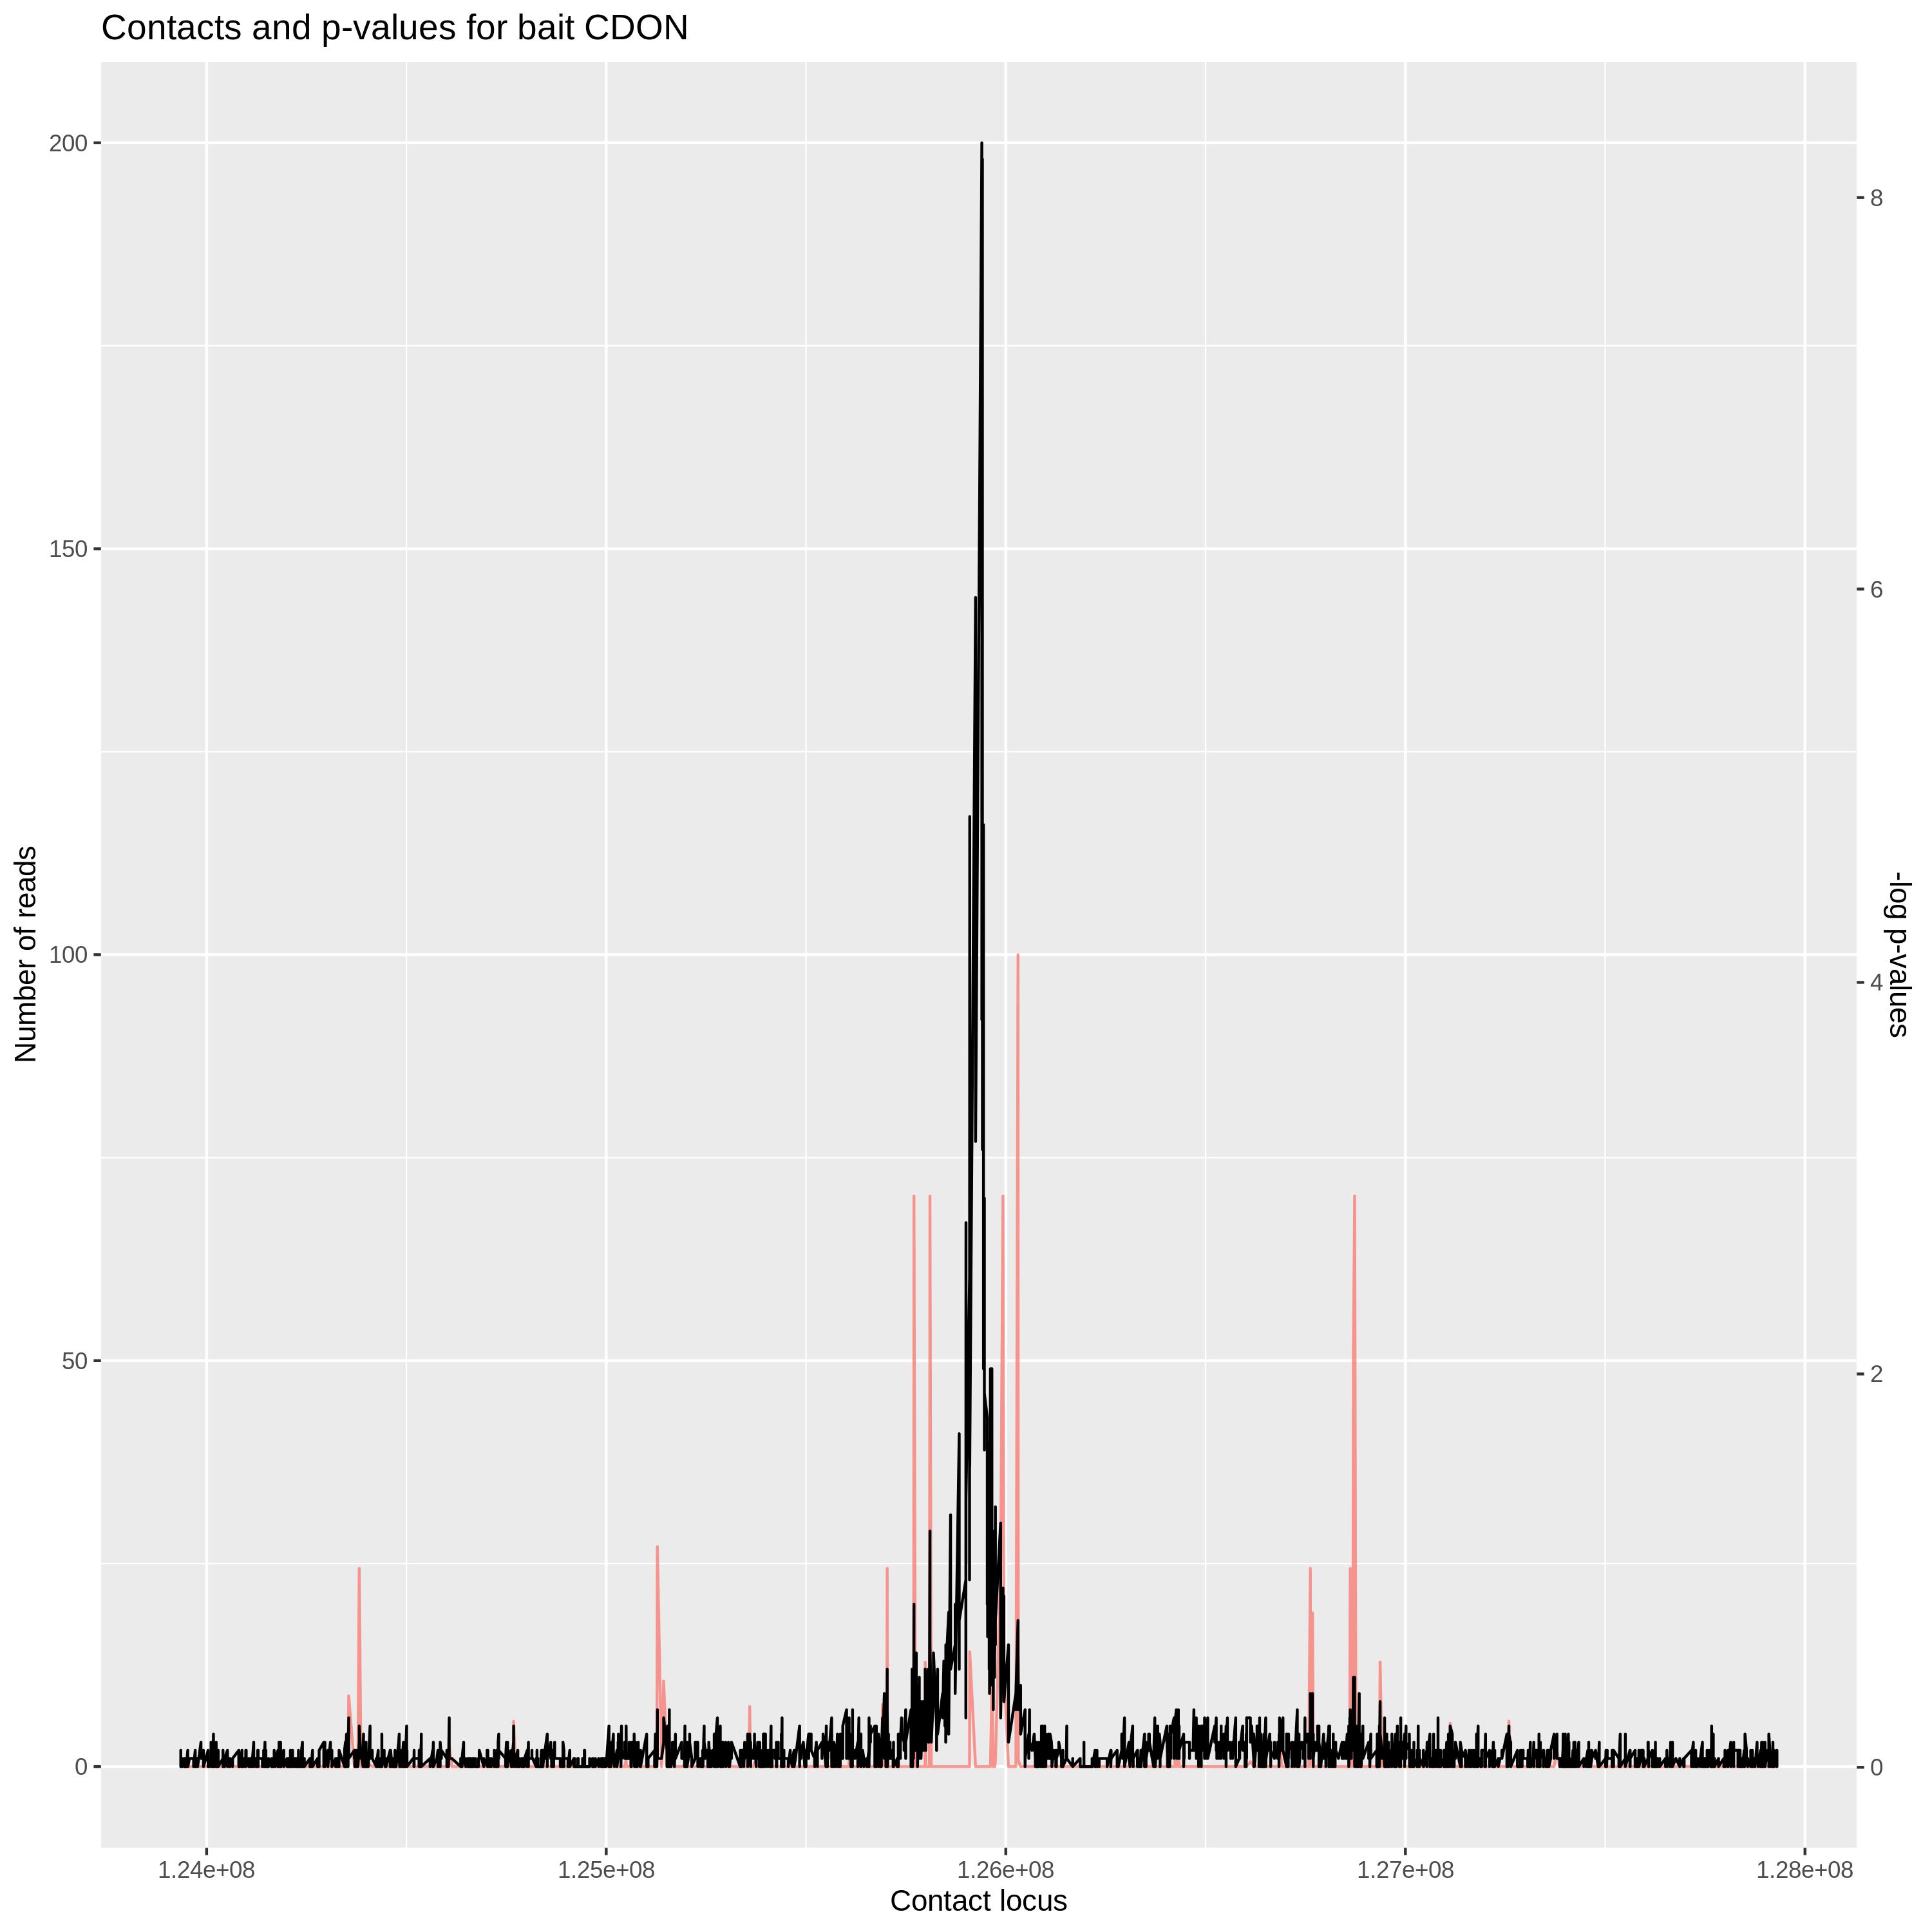 Contacts and p-values for bait CDON
Number of reads
200
150
100
50
0
8
6
4
2
0
-log p-values
1.24e+08
1.25e+08
1.26e+08
1.27e+08
1.28e+08
Contact locus